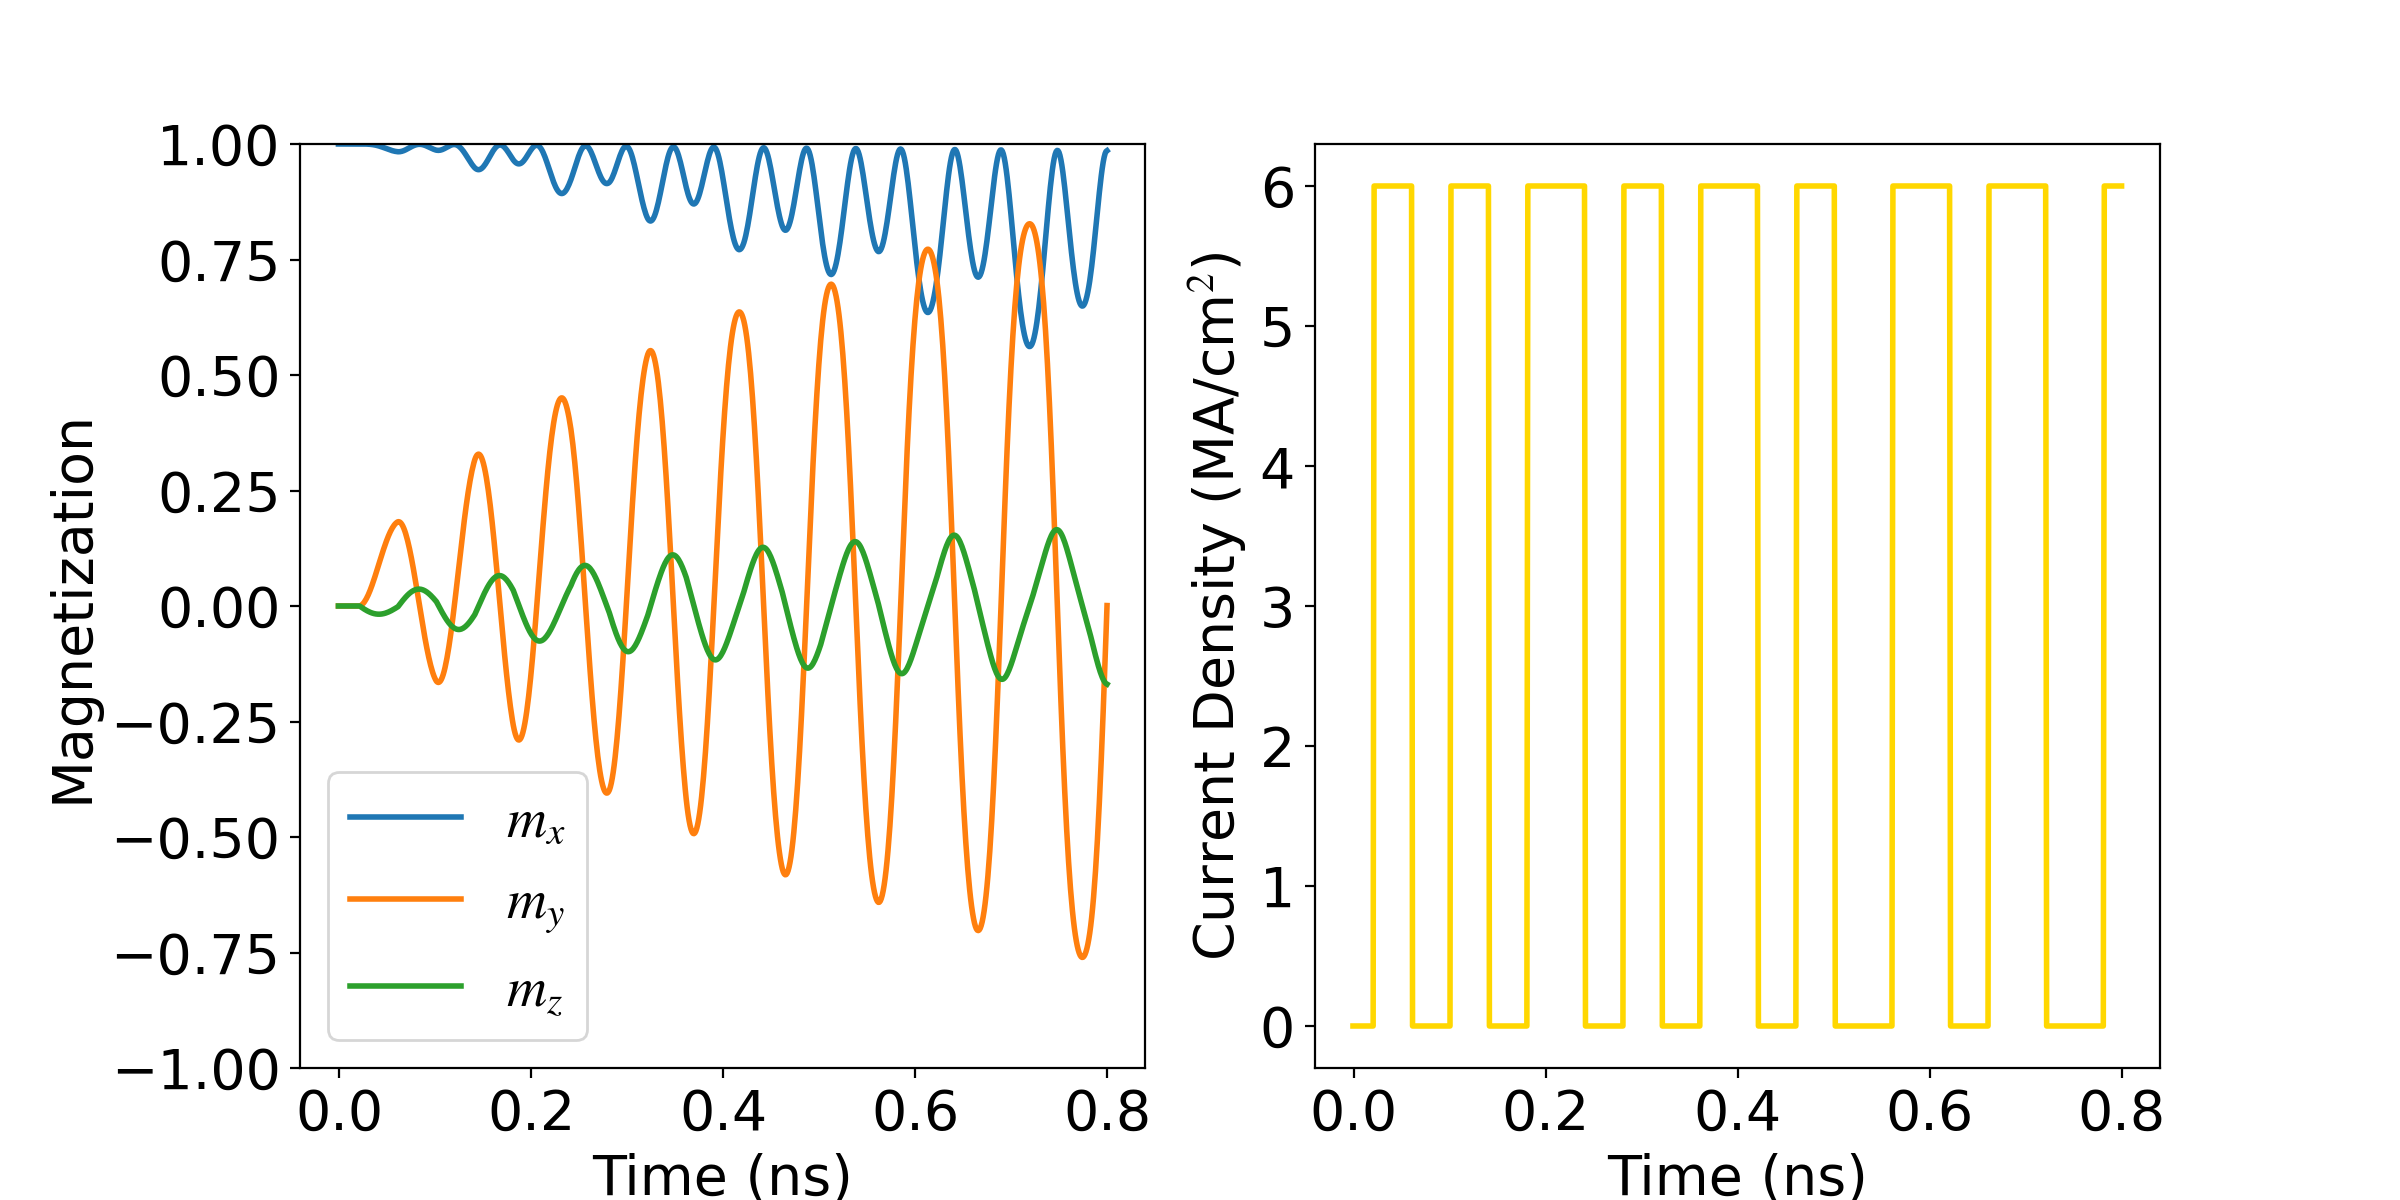 Magnetization
1.00
0.75
0.50
0.25
0.00
−0.25
−0.50
−0.75
−1.00
0.0 0.2 0.4 0.6 0.8
Time (ns)
m_x
m_y
m_z
Current Density (MA/cm²)
6
5
4
3
2
1
0
0.0 0.2 0.4 0.6 0.8
Time (ns)